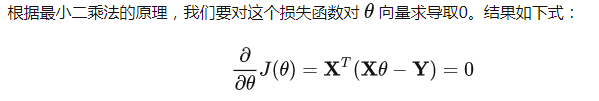 根据最小二乘法的原理，我们要对这个损失函数对 θ 向量求导取0。结果如下式：
∂/∂θ J(θ) = X^T(Xθ − Y) = 0